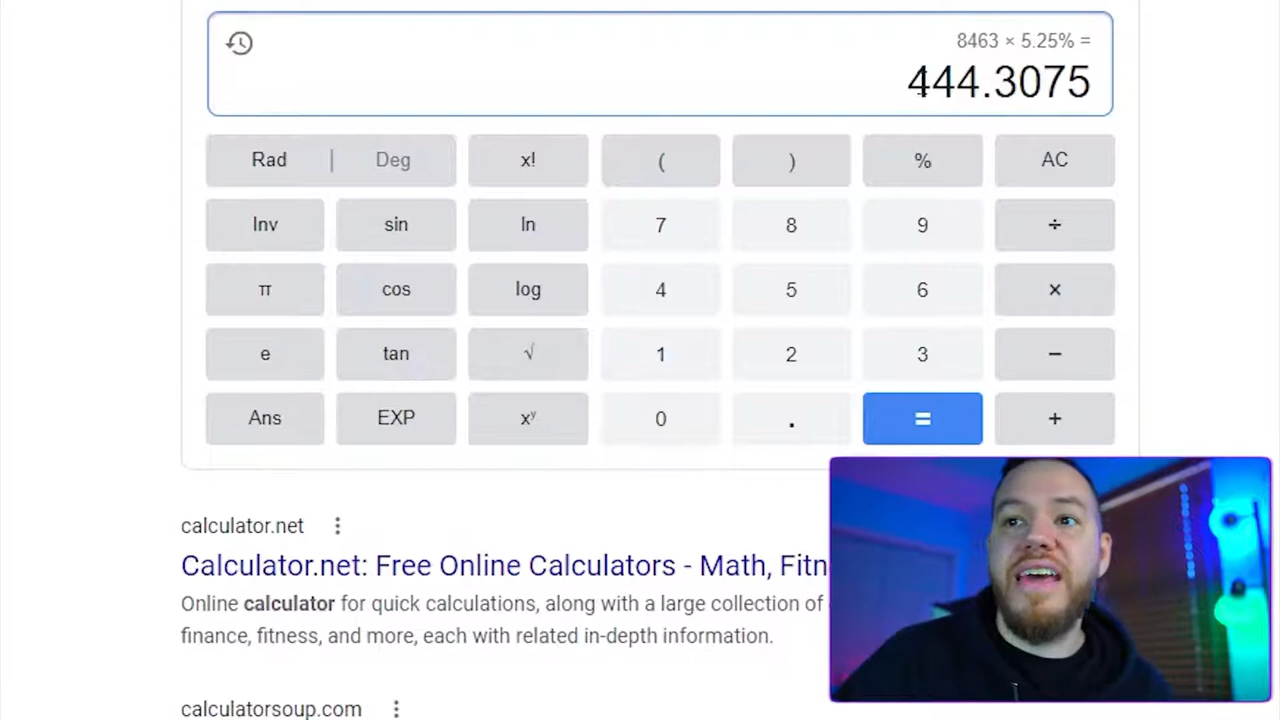 8463 × 5.25% =
444.3075
Rad | Deg x! ( ) % AC
Inv sin ln 7 8 9 ÷
π cos log 4 5 6 ×
e tan √ 1 2 3 −
Ans EXP xʸ 0 . = +
calculator.net
Calculator.net: Free Online Calculators - Math, Fitn
Online calculator for quick calculations, along with a large collection of
finance, fitness, and more, each with related in-depth information.
calculatorsoup.com